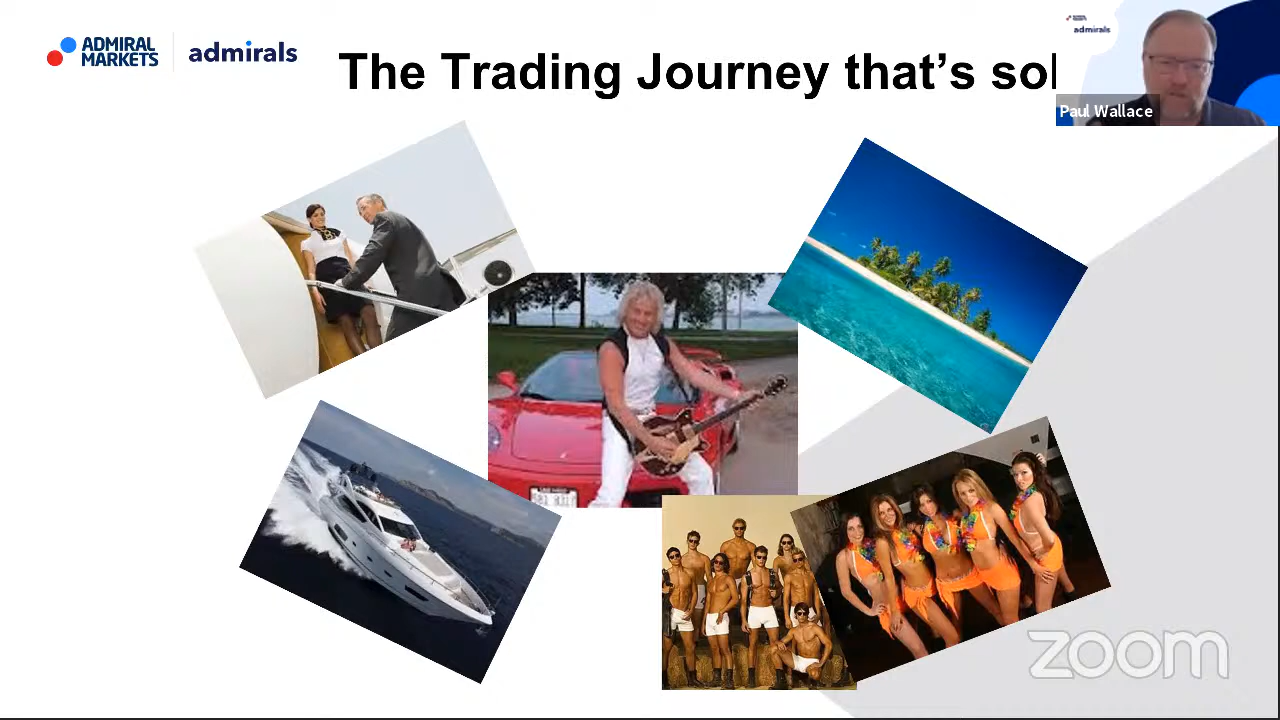 ADMIRAL
MARKETS
admirals
The Trading Journey that's sol
admirals
Paul Wallace
zoom